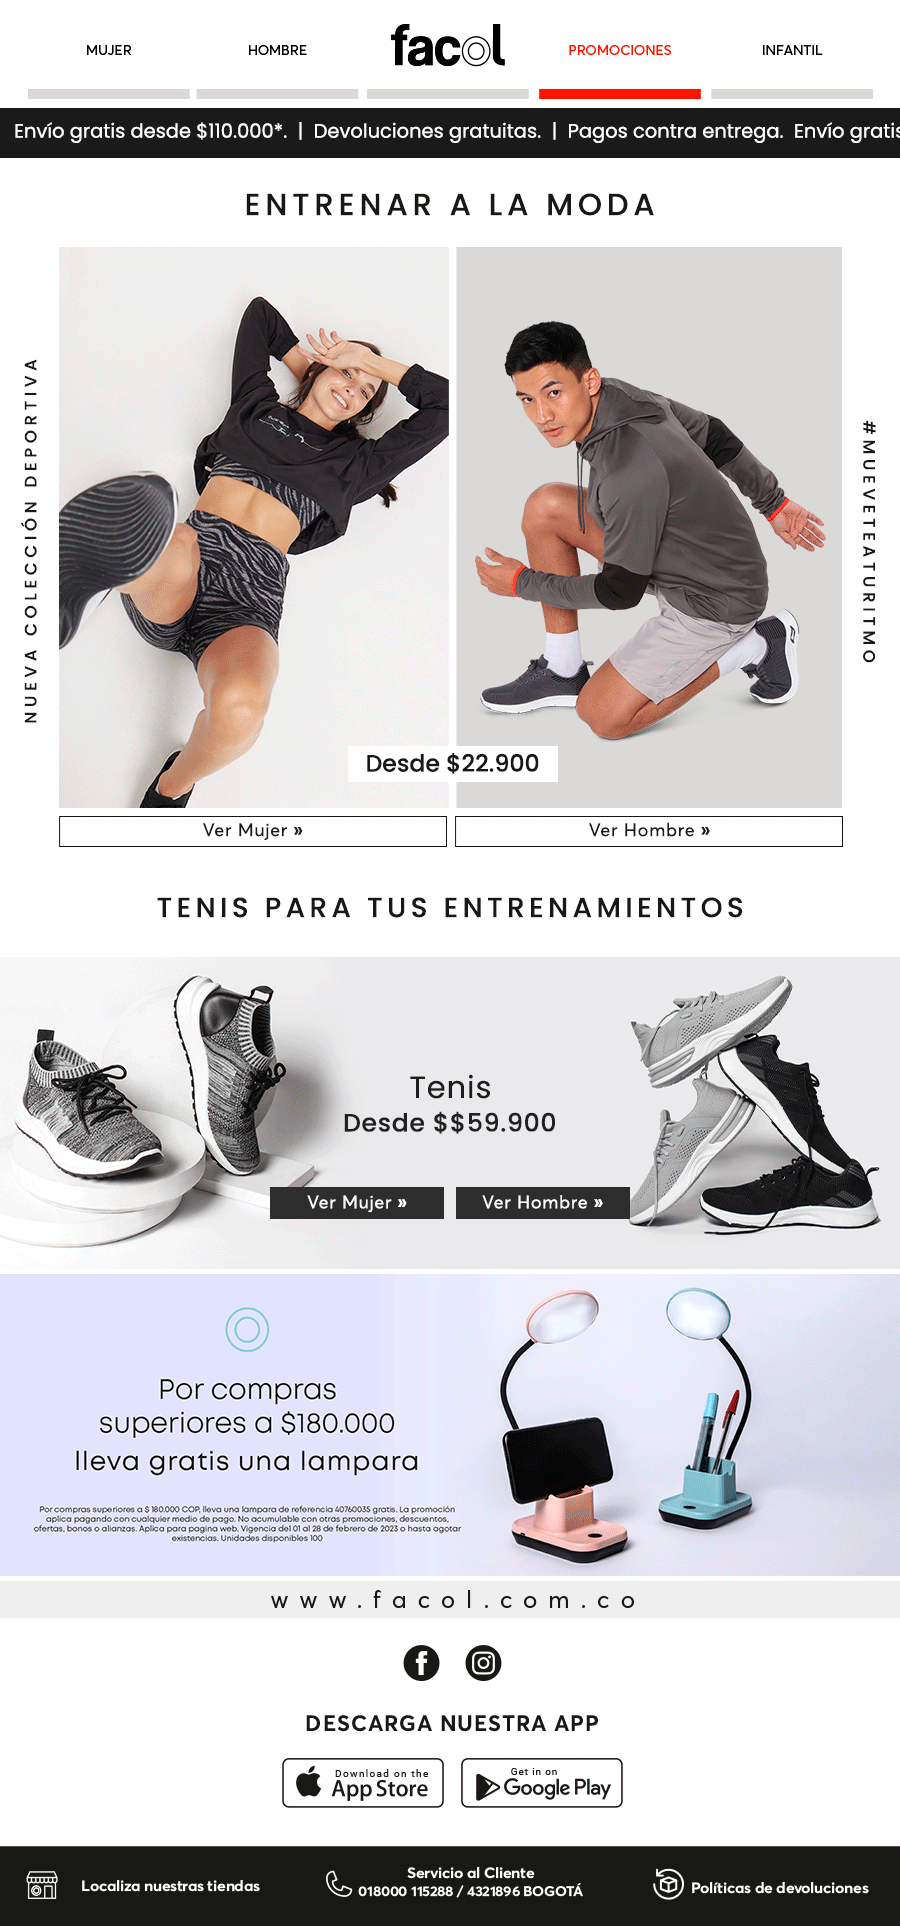 MUJER
HOMBRE
facol
PROMOCIONES
INFANTIL
Envío gratis desde $110.000*. | Devoluciones gratuitas. | Pagos contra entrega. Envío gratis
ENTRENAR A LA MODA
NUEVA COLECCIÓN DEPORTIVA
#MUEVETEATURITMO
Desde $22.900
Ver Mujer »
Ver Hombre »
TENIS PARA TUS ENTRENAMIENTOS
Tenis
Desde $$59.900
Ver Mujer »
Ver Hombre »
Por compras
superiores a $180.000
lleva gratis una lampara
Por compras superiores a $ 180.000 COP, lleva una lampara de referencia 40760035 gratis. La promoción
aplica pagando con cualquier medio de pago. No acumulable con otras promociones, descuentos,
ofertas, bonos o alianzas. Aplica para pagina web. Vigencia del 01 al 28 de febrero de 2023 o hasta agotar
existencias. Unidades disponibles 100
www.facol.com.co
DESCARGA NUESTRA APP
Download on the
App Store
Get in on
Google Play
Localiza nuestras tiendas
Servicio al Cliente
018000 115288 / 4321896 BOGOTÁ
Políticas de devoluciones